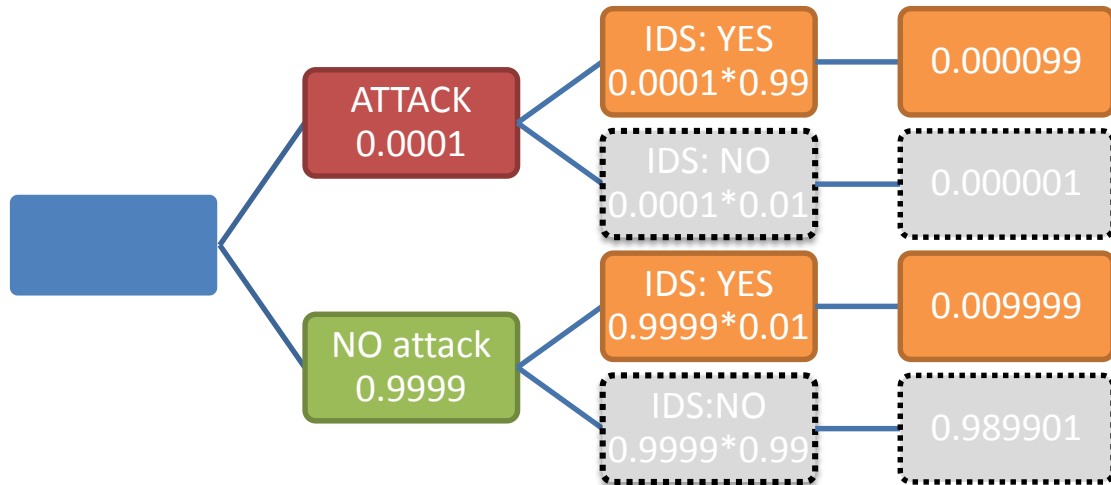 ATTACK
0.0001
NO attack
0.9999
IDS: YES
0.0001*0.99
IDS: NO
0.0001*0.01
IDS: YES
0.9999*0.01
IDS:NO
0.9999*0.99
0.000099
0.000001
0.009999
0.989901